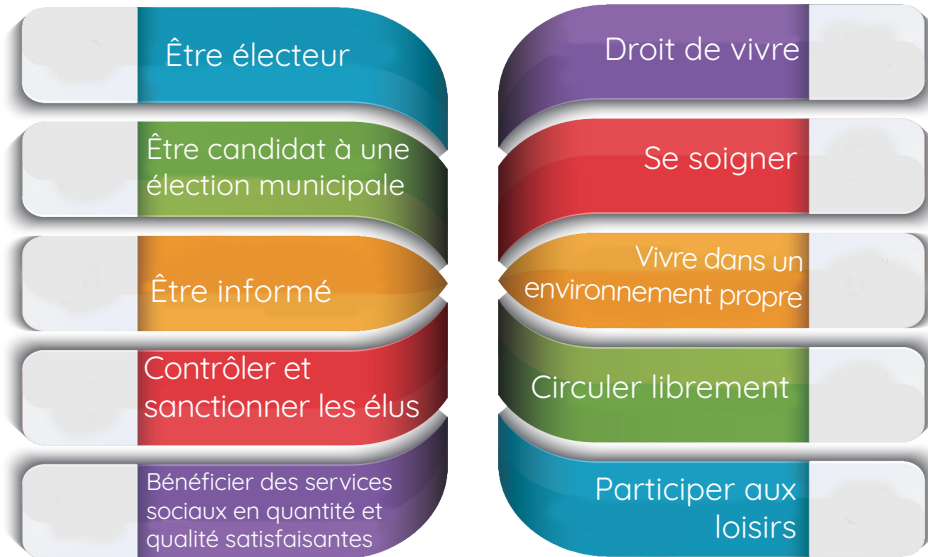 Être électeur
Être candidat à une
élection municipale
Être informé
Contrôler et
sanctionner les élus
Bénéficier des services
sociaux en quantité et
qualité satisfaisantes
Droit de vivre
Se soigner
Vivre dans un
environnement propre
Circuler librement
Participer aux
loisirs